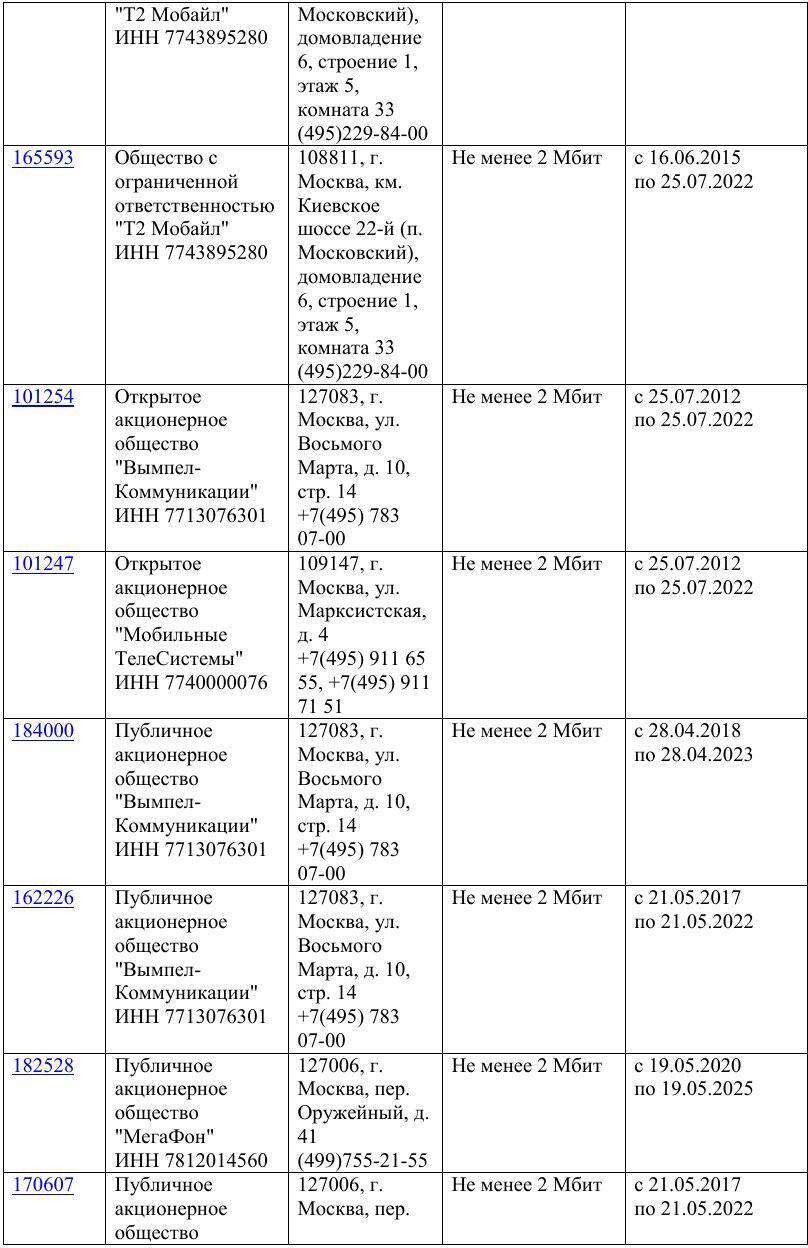 "Т2 Мобайл"
ИНН 7743895280
Московский),
домовладение
6, строение 1,
этаж 5,
комната 33
(495)229-84-00
165593
Общество с
ограниченной
ответственностью
"Т2 Мобайл"
ИНН 7743895280
108811, г.
Москва, км.
Киевское
шоссе 22-й (п.
Московский),
домовладение
6, строение 1,
этаж 5,
комната 33
(495)229-84-00
Не менее 2 Мбит
с 16.06.2015
по 25.07.2022
101254
Открытое
акционерное
общество
"Вымпел-
Коммуникации"
ИНН 7713076301
127083, г.
Москва, ул.
Восьмого
Марта, д. 10,
стр. 14
+7(495) 783
07-00
Не менее 2 Мбит
с 25.07.2012
по 25.07.2022
101247
Открытое
акционерное
общество
"Мобильные
ТелеСистемы"
ИНН 7740000076
109147, г.
Москва, ул.
Марксистская,
д. 4
+7(495) 911 65
55, +7(495) 911
71 51
Не менее 2 Мбит
с 25.07.2012
по 25.07.2022
184000
Публичное
акционерное
общество
"Вымпел-
Коммуникации"
ИНН 7713076301
127083, г.
Москва, ул.
Восьмого
Марта, д. 10,
стр. 14
+7(495) 783
07-00
Не менее 2 Мбит
с 28.04.2018
по 28.04.2023
162226
Публичное
акционерное
общество
"Вымпел-
Коммуникации"
ИНН 7713076301
127083, г.
Москва, ул.
Восьмого
Марта, д. 10,
стр. 14
+7(495) 783
07-00
Не менее 2 Мбит
с 21.05.2017
по 21.05.2022
182528
Публичное
акционерное
общество
"МегаФон"
ИНН 7812014560
127006, г.
Москва, пер.
Оружейный, д.
41
(499)755-21-55
Не менее 2 Мбит
с 19.05.2020
по 19.05.2025
170607
Публичное
акционерное
общество
127006, г.
Москва, пер.
Не менее 2 Мбит
с 21.05.2017
по 21.05.2022